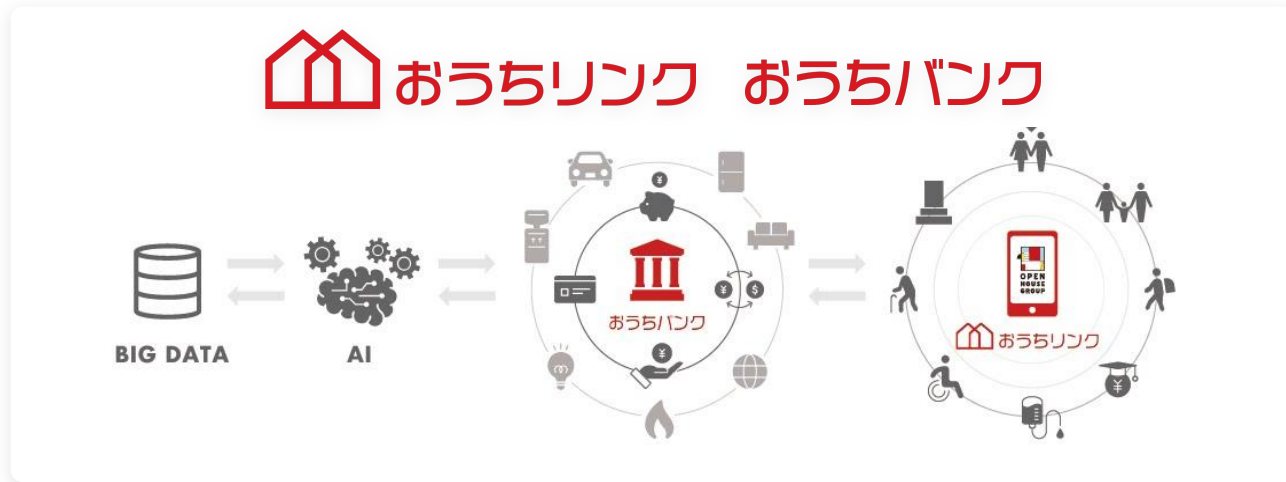 おうちリンク おうちバンク
BIG DATA
AI
¥
おうちバンク
¥ $
¥
OPEN
HOUSE
GROUP
おうちリンク
¥